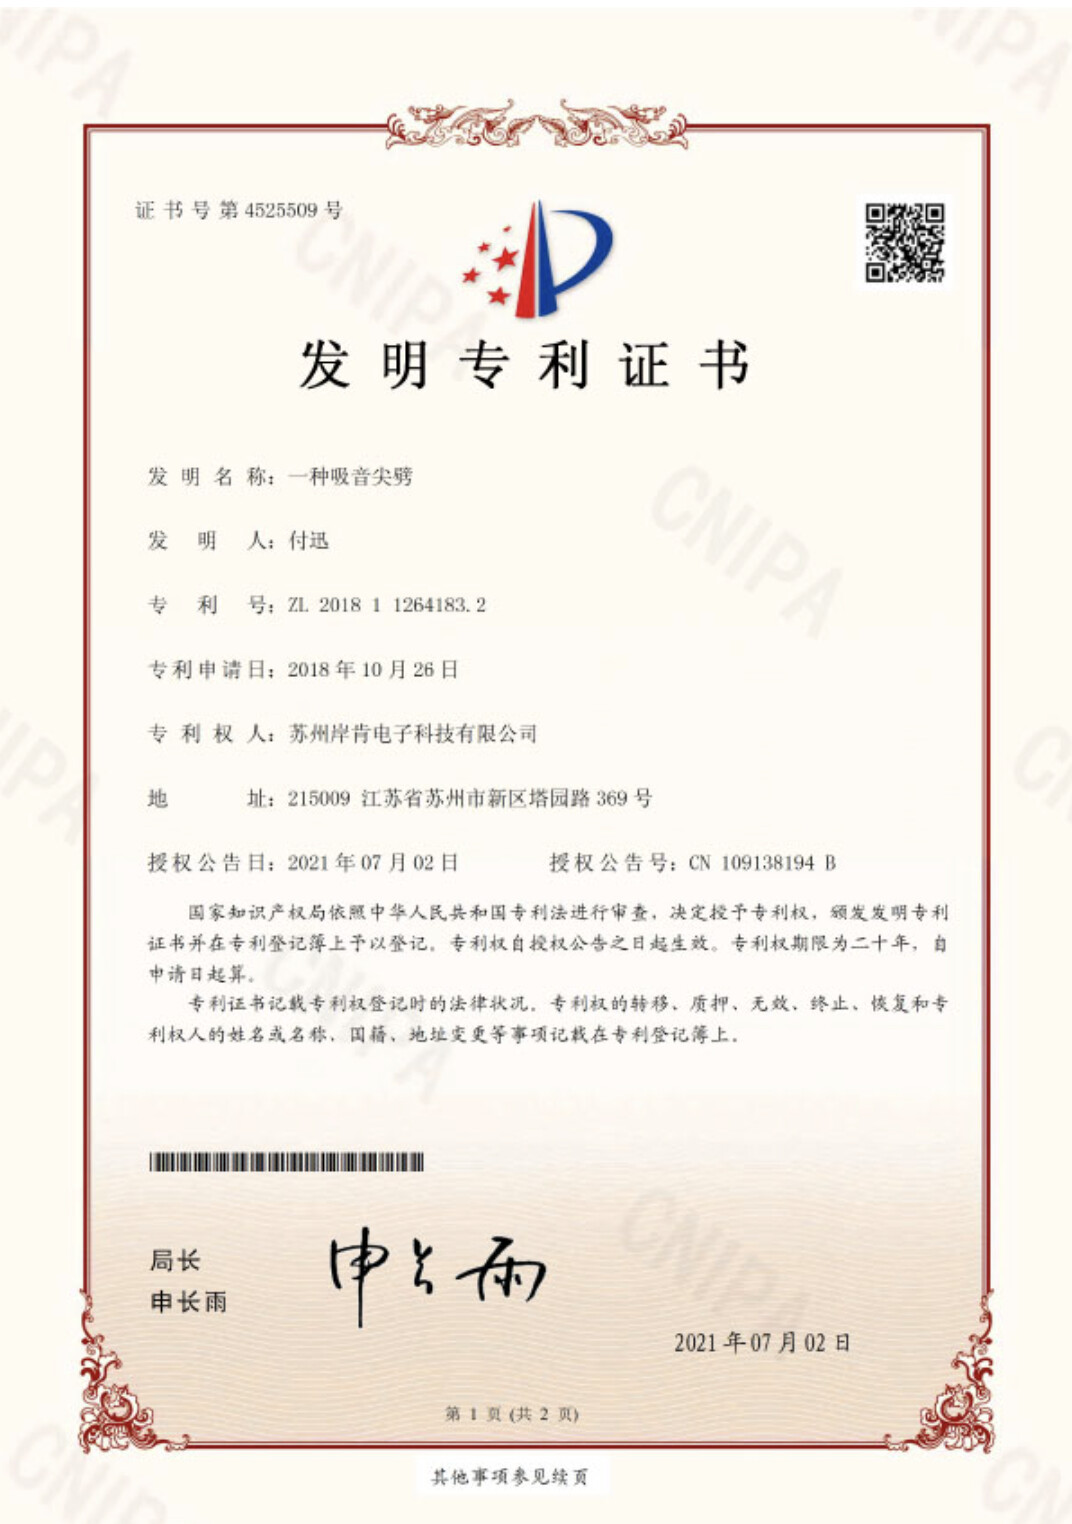 证书号第4525509号
发明专利证书
发明名称：一种吸音尖劈
发明人：付迅
专利号：ZL 2018 1 1264183.2
专利申请日：2018年10月26日
专利权人：苏州岸肯电子科技有限公司
地址：215009 江苏省苏州市新区塔园路369号
授权公告日：2021年07月02日 授权公告号：CN 109138194 B
国家知识产权局依照中华人民共和国专利法进行审查，决定授予专利权，颁发发明专利
证书并在专利登记簿上予以登记。专利权自授权公告之日起生效。专利权期限为二十年，自
申请日起算。
专利证书记载专利权登记时的法律状况。专利权的转移、质押、无效、终止、恢复和专
利权人的姓名或名称、国籍、地址变更等事项记载在专利登记簿上。
局长
申长雨
申长雨
2021年07月02日
第 1 页 (共 2 页)
其他事项参见续页
CNIPA
CNIPA
CNIPA
CNIPA
CNIPA